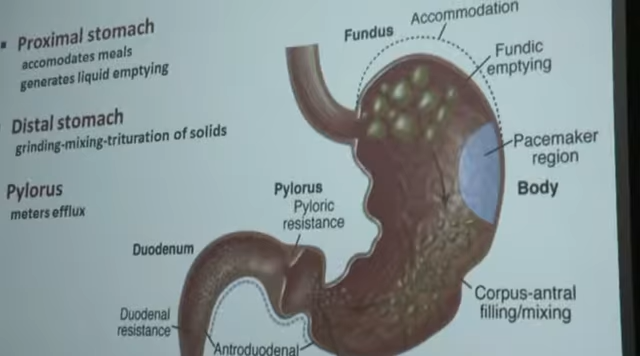 Proximal stomach
accomodates meals
generates liquid emptying
Distal stomach
grinding-mixing-trituration of solids
Pylorus
meters efflux
Accommodation
Fundus
Fundic
emptying
Pacemaker
region
Body
Pylorus
Pyloric
resistance
Duodenum
Corpus-antral
filling/mixing
Duodenal
resistance
Antroduodenal